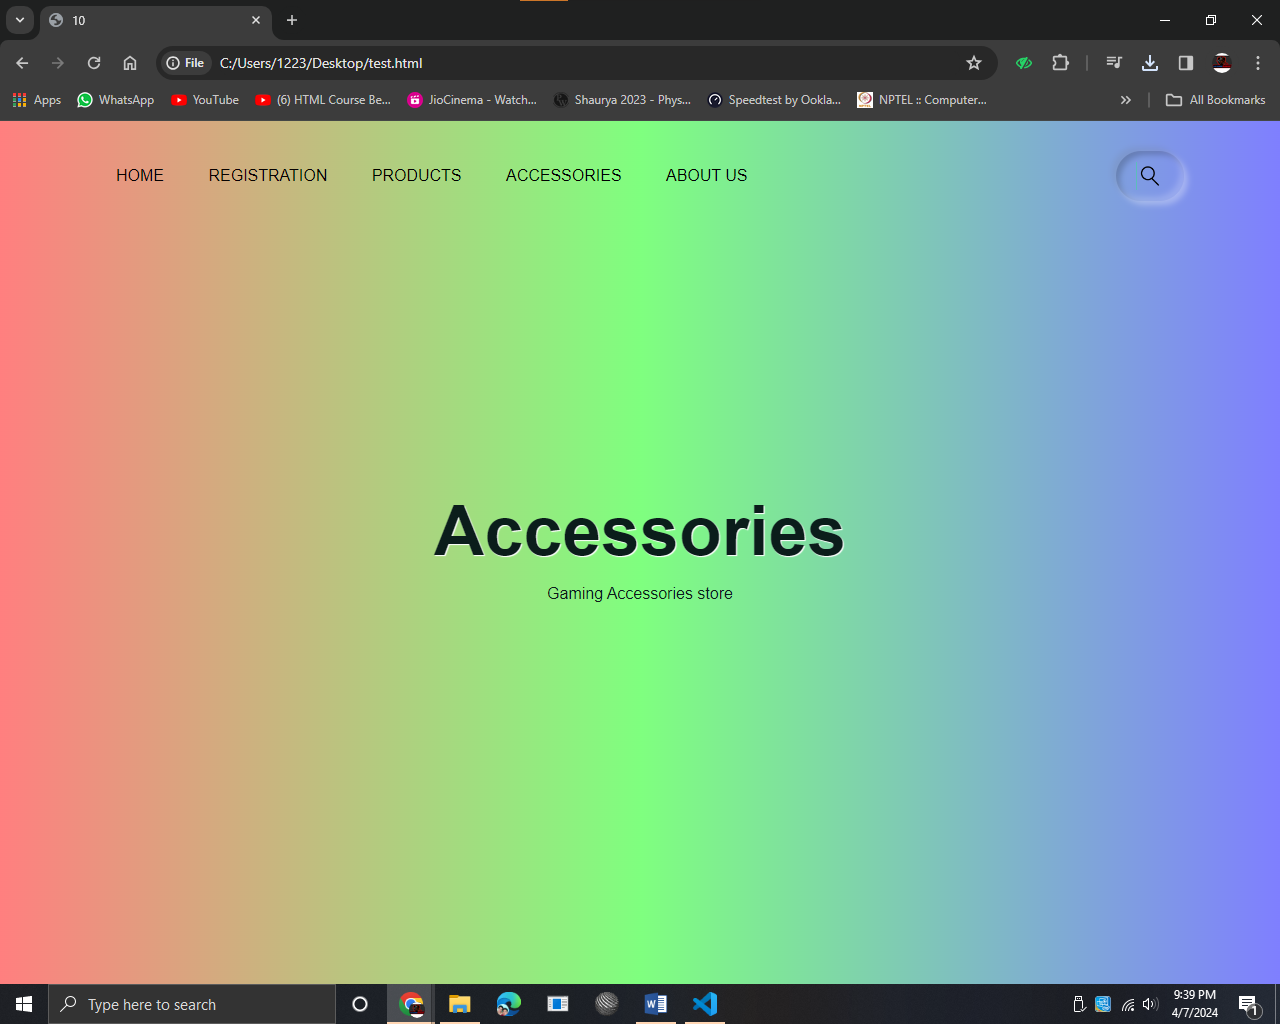 10
File C:/Users/1223/Desktop/test.html
Apps WhatsApp YouTube (6) HTML Course Be... JioCinema - Watch... Shaurya 2023 - Phys... Speedtest by Ookla... NPTEL :: Computer... All Bookmarks
HOME REGISTRATION PRODUCTS ACCESSORIES ABOUT US
Accessories
Gaming Accessories store
Type here to search
9:39 PM
4/7/2024
1